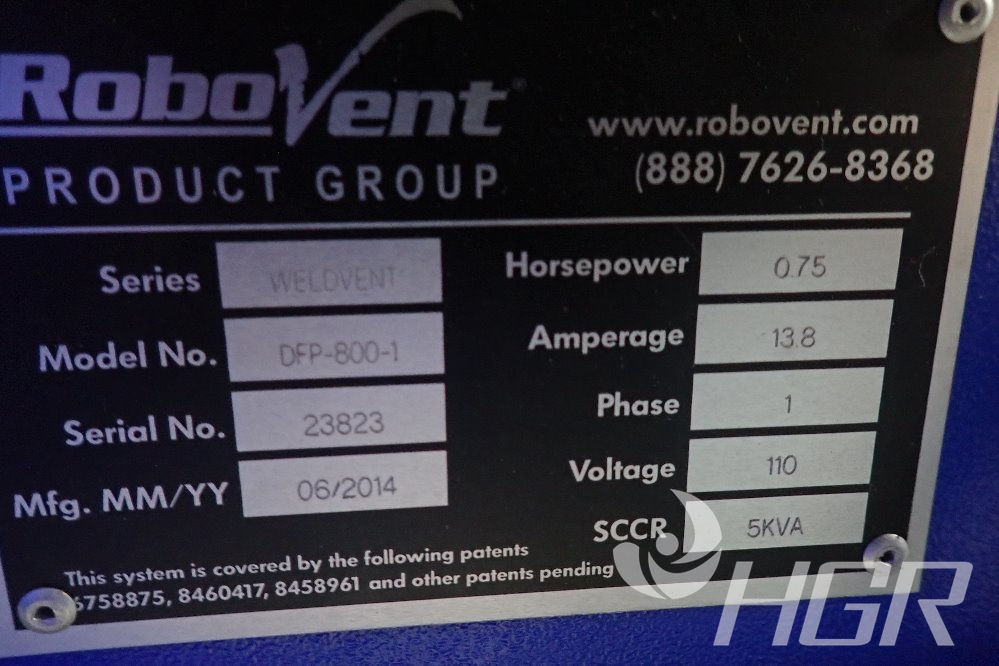 RoboVent
PRODUCT GROUP
www.robovent.com
(888) 7626-8368
Series WELDVENT
Model No. DFP-800-1
Serial No. 23823
Mfg. MM/YY 06/2014
Horsepower 0.75
Amperage 13.8
Phase 1
Voltage 110
SCCR 5KVA
This system is covered by the following patents
6758875, 8460417, 8458961 and other patents pending
HGR